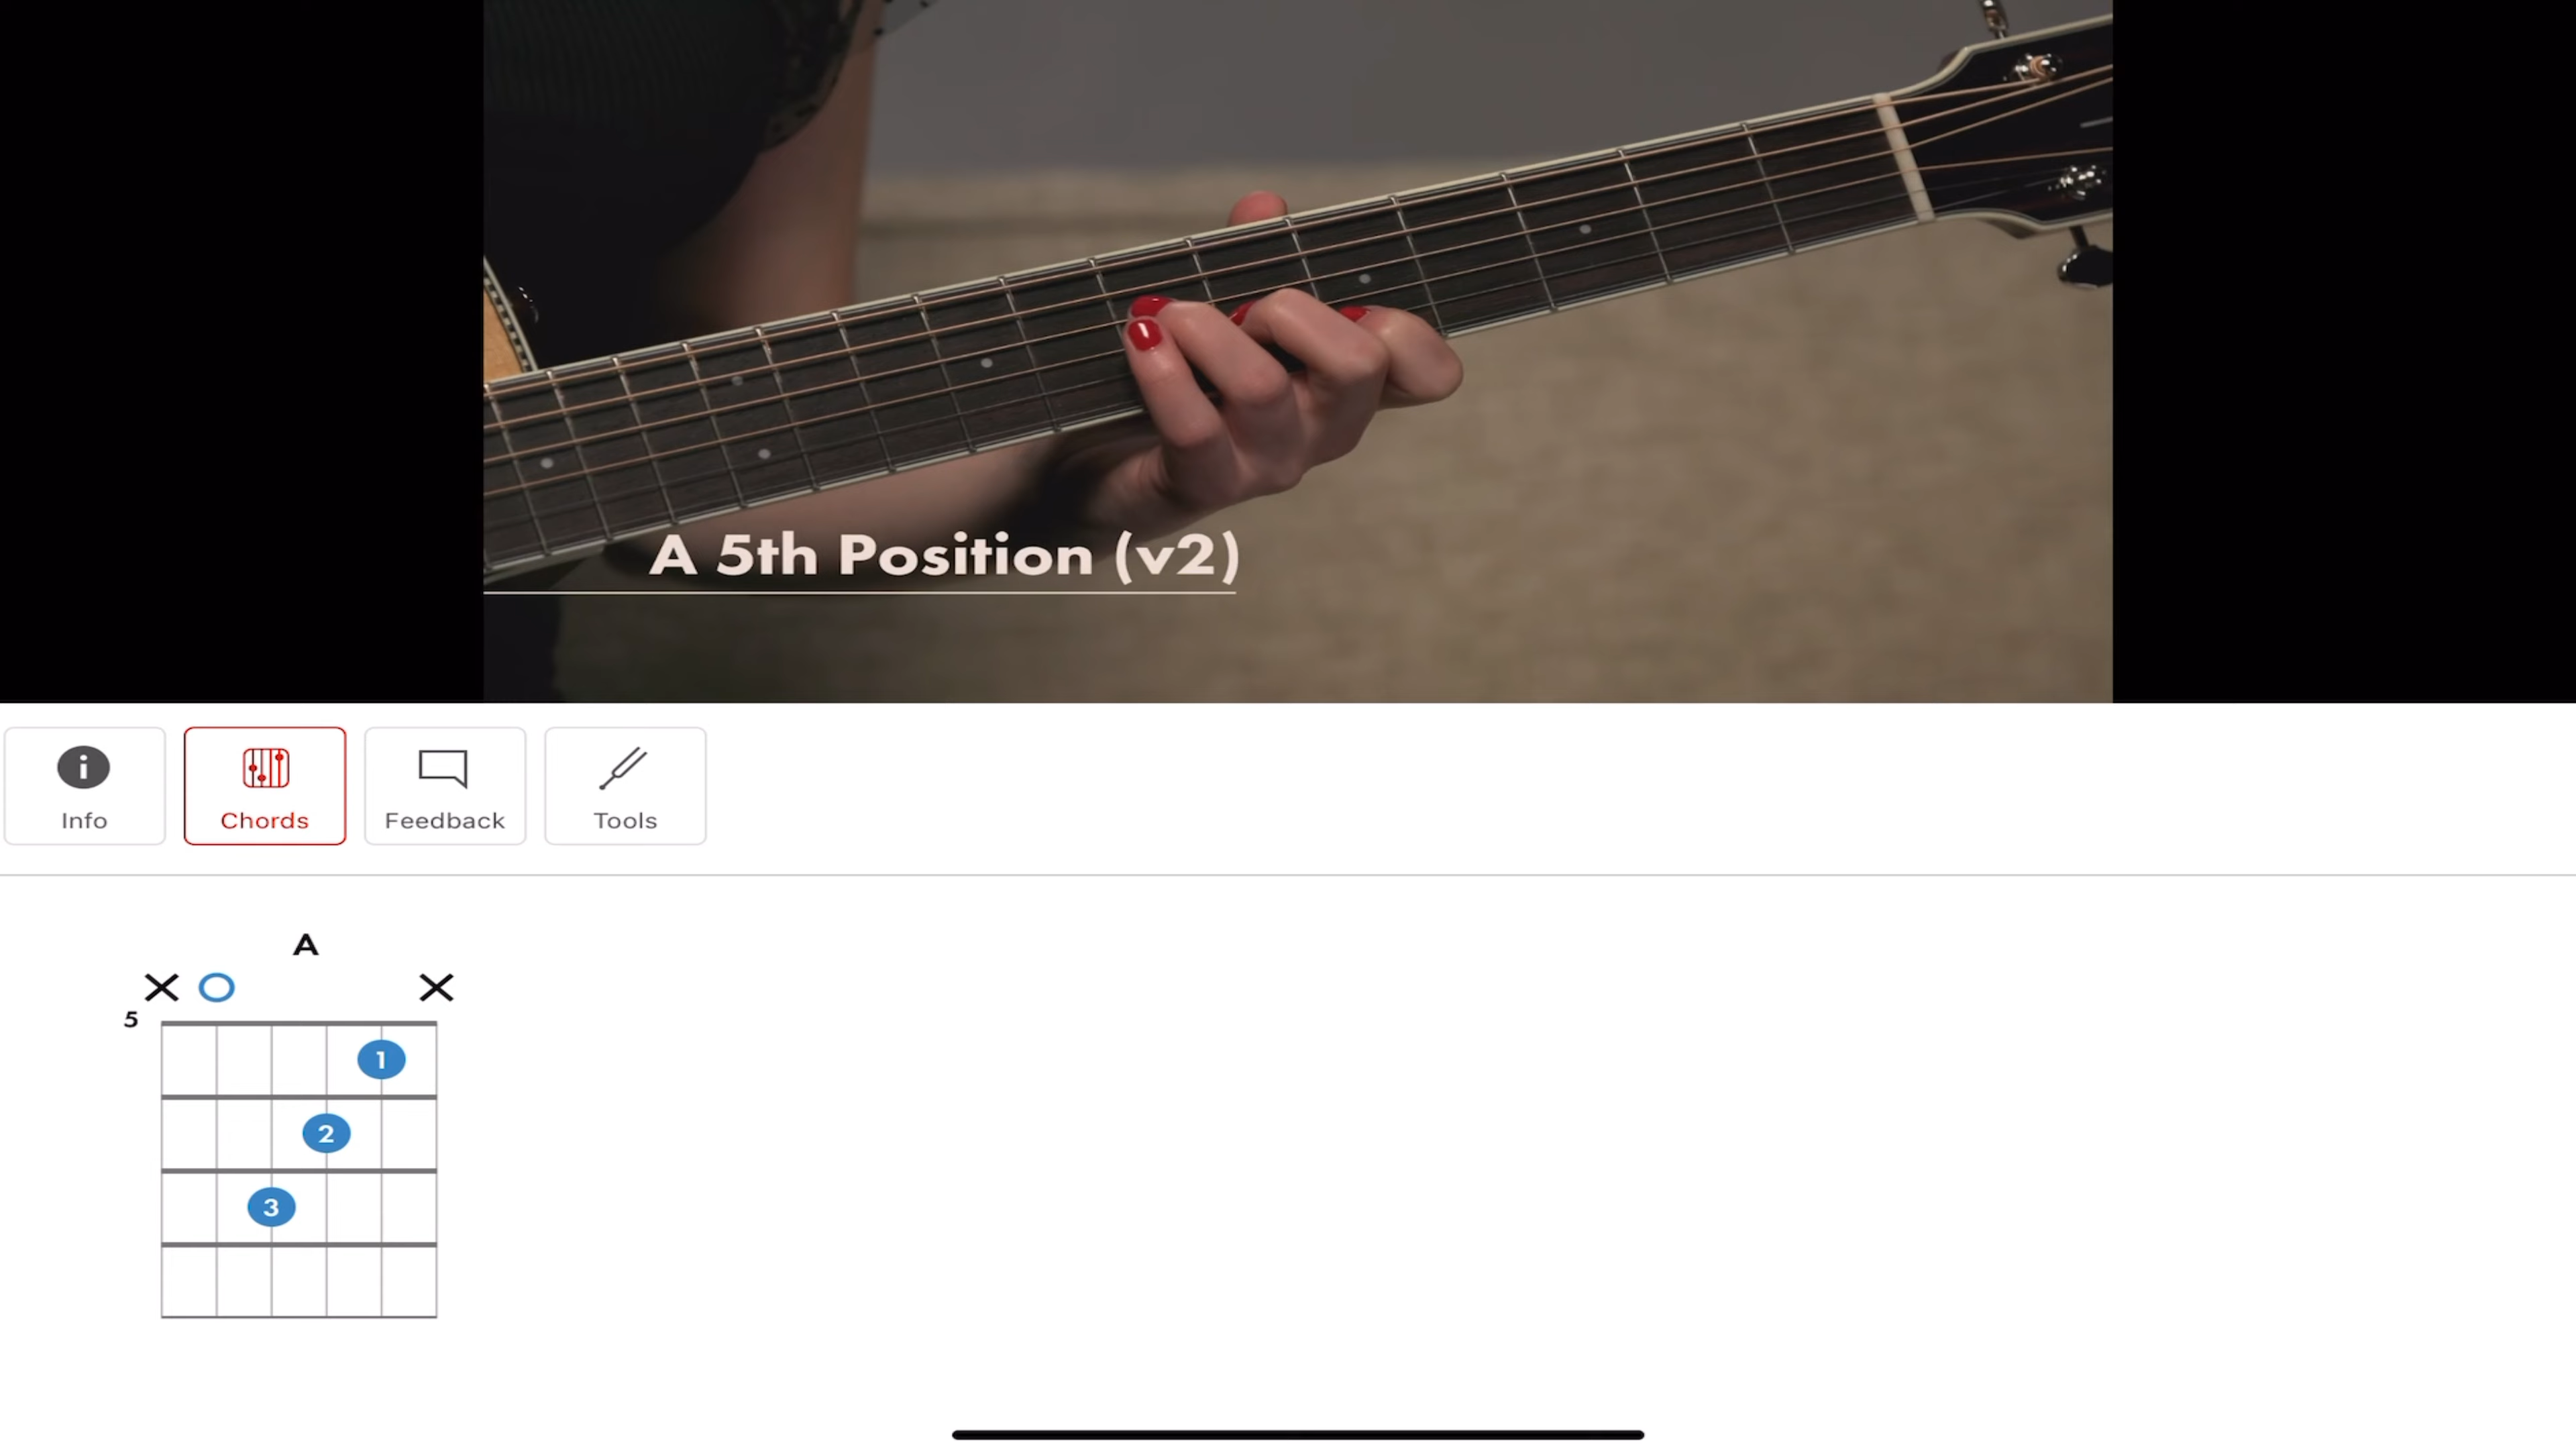 A 5th Position (v2)
Info
Chords
Feedback
Tools
A
X O X
5
1
2
3